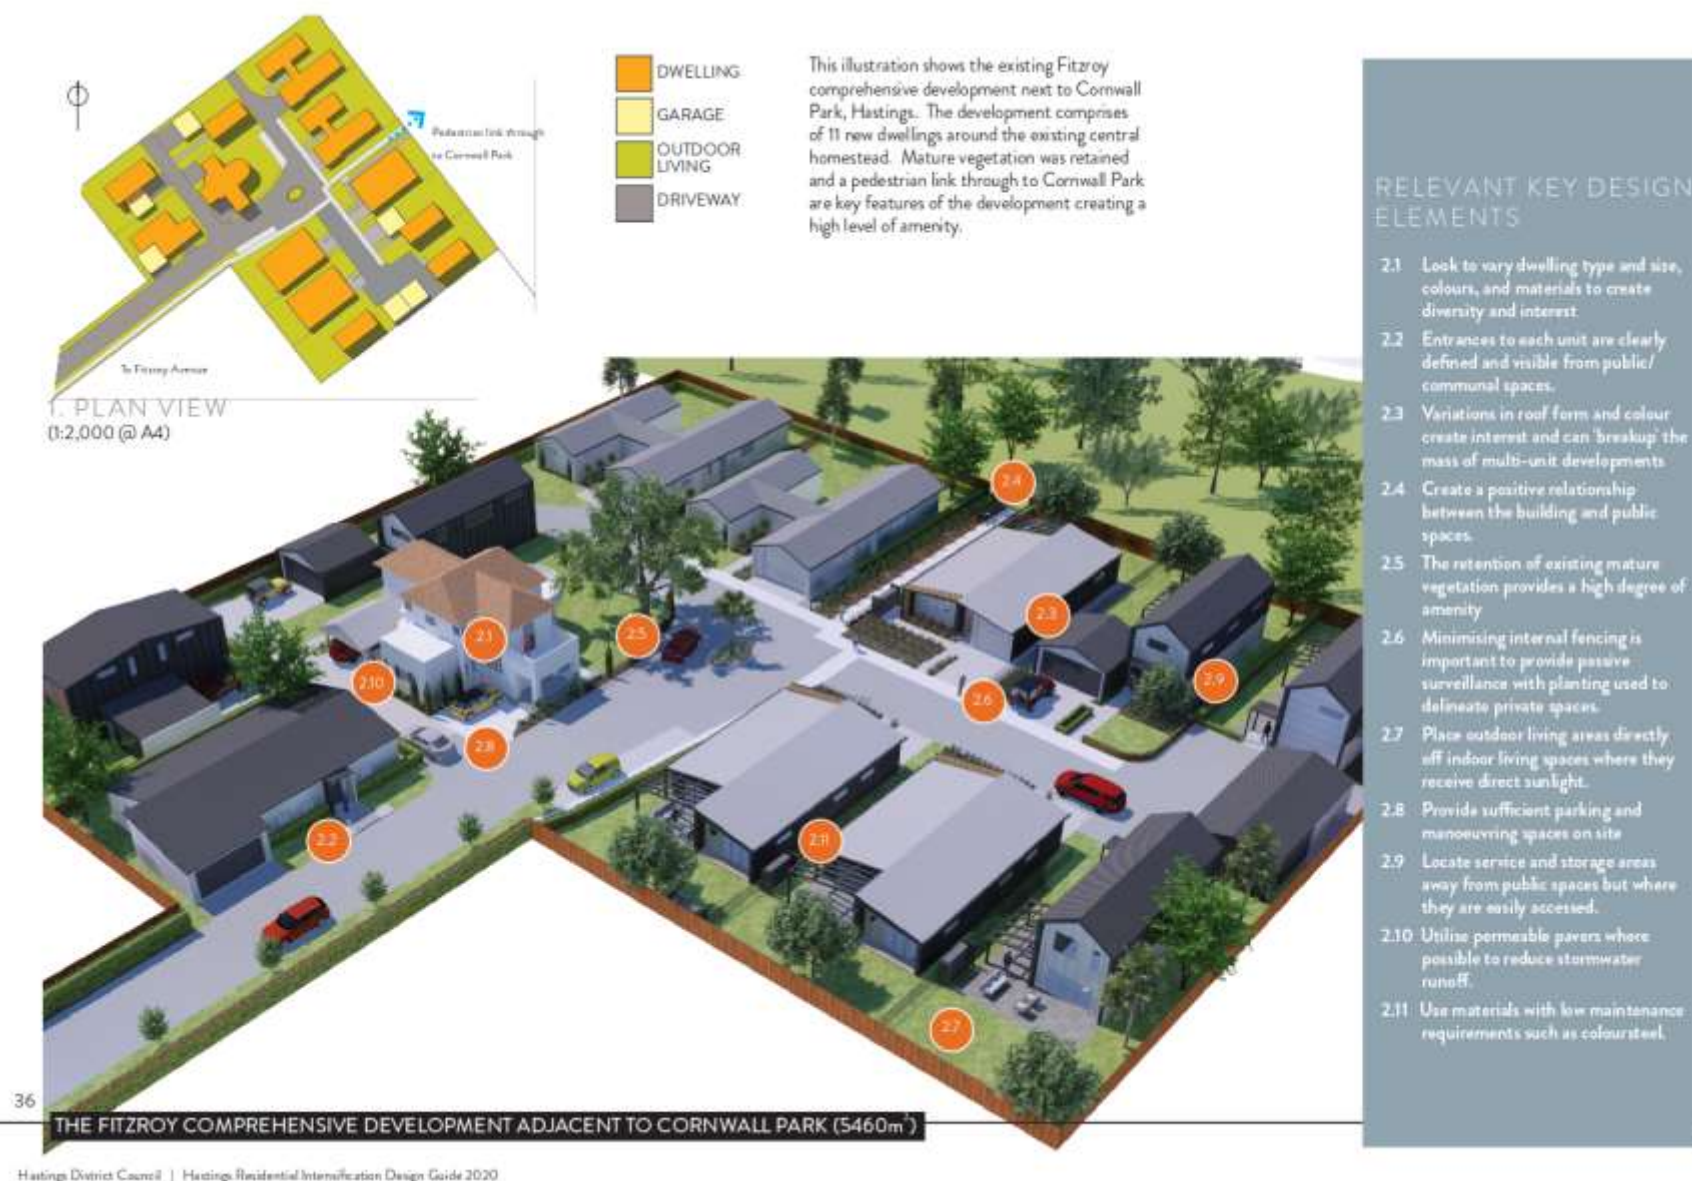 DWELLING
GARAGE
OUTDOOR
LIVING
DRIVEWAY
This illustration shows the existing Fitzroy
comprehensive development next to Cornwall
Park, Hastings. The development comprises
of 11 new dwellings around the existing central
homestead. Mature vegetation was retained
and a pedestrian link through to Cornwall Park
are key features of the development creating a
high level of amenity.
Pedestrian link through
to Cornwall Park
To Fitzroy Avenue
1. PLAN VIEW
(1:2,000 @ A4)
RELEVANT KEY DESIGN
ELEMENTS
2.1 Look to vary dwelling type and size,
colours, and materials to create
diversity and interest
2.2 Entrances to each unit are clearly
defined and visible from public/
communal spaces.
2.3 Variations in roof form and colour
create interest and can 'breakup' the
mass of multi-unit developments
2.4 Create a positive relationship
between the building and public
spaces.
2.5 The retention of existing mature
vegetation provides a high degree of
amenity
2.6 Minimising internal fencing is
important to provide passive
surveillance with planting used to
delineate private spaces.
2.7 Place outdoor living areas directly
off indoor living spaces where they
receive direct sunlight.
2.8 Provide sufficient parking and
manoeuvring spaces on site
2.9 Locate service and storage areas
away from public spaces but where
they are easily accessed.
2.10 Utilise permeable pavers where
possible to reduce stormwater
runoff.
2.11 Use materials with low maintenance
requirements such as coloursteel.
2.4
2.3
2.1
2.5
2.10
2.9
2.6
2.8
2.2
2.11
2.7
36
THE FITZROY COMPREHENSIVE DEVELOPMENT ADJACENT TO CORNWALL PARK (5460m²)
Hastings District Council | Hastings Residential Intensification Design Guide 2020